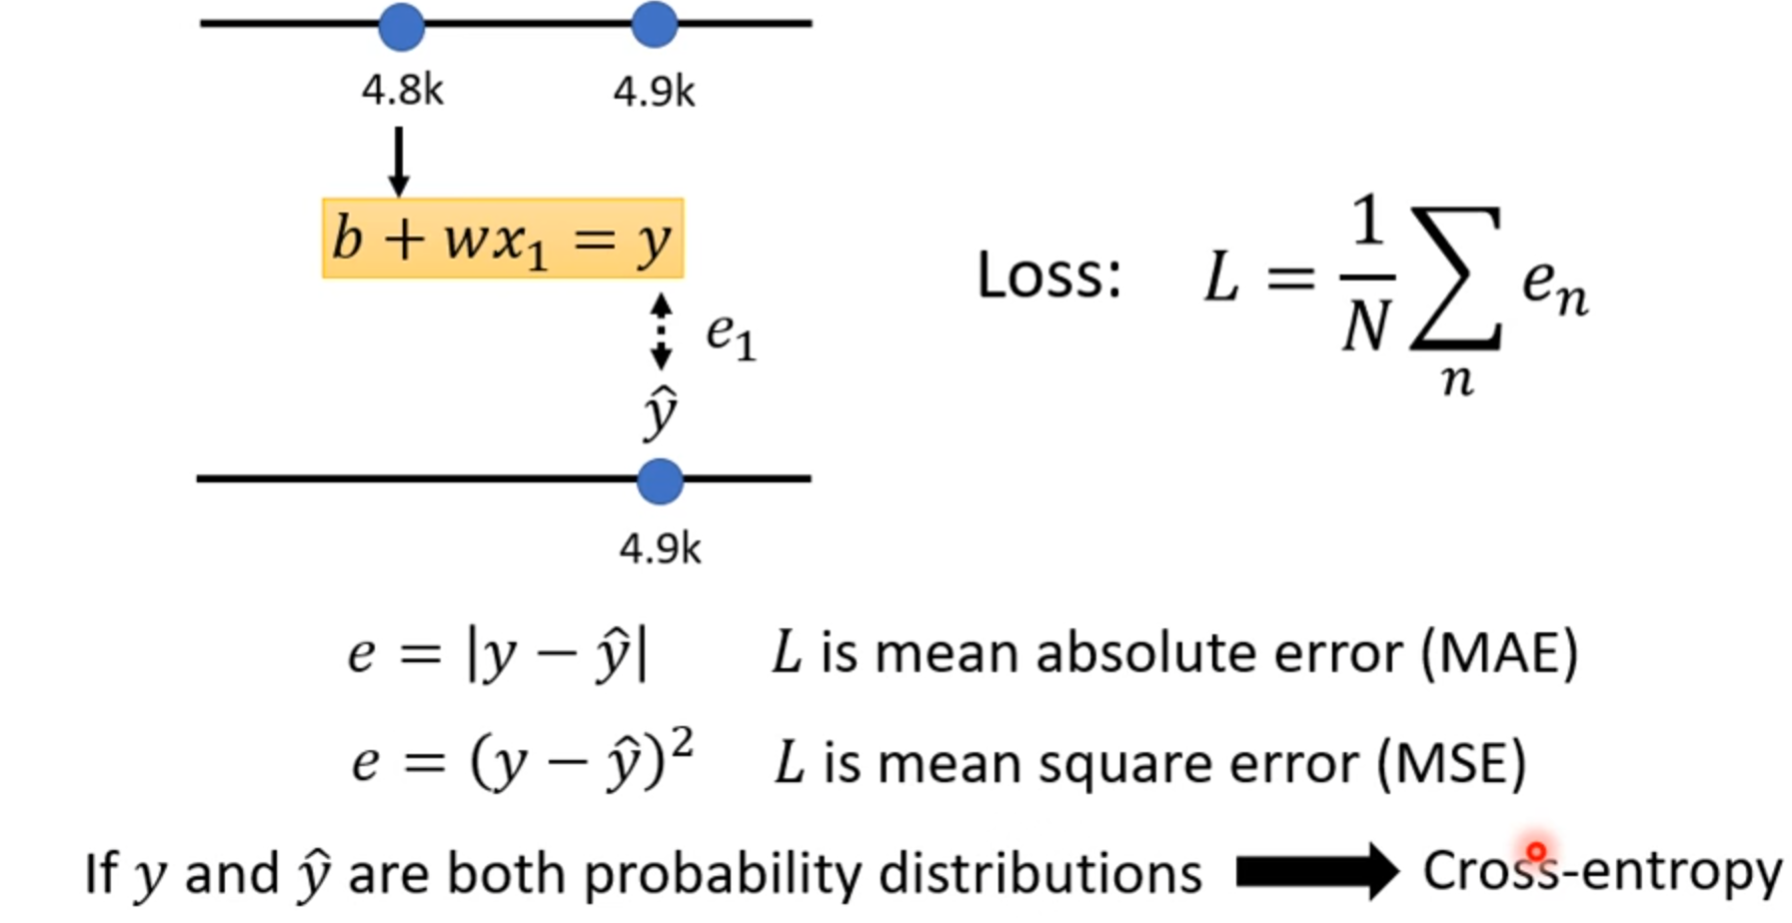 4.8k 4.9k
b + wx₁ = y
Loss: L = 1/N ∑ₙ eₙ
e₁
ŷ
4.9k
e = |y − ŷ| L is mean absolute error (MAE)
e = (y − ŷ)² L is mean square error (MSE)
If y and ŷ are both probability distributions Cross-entropy